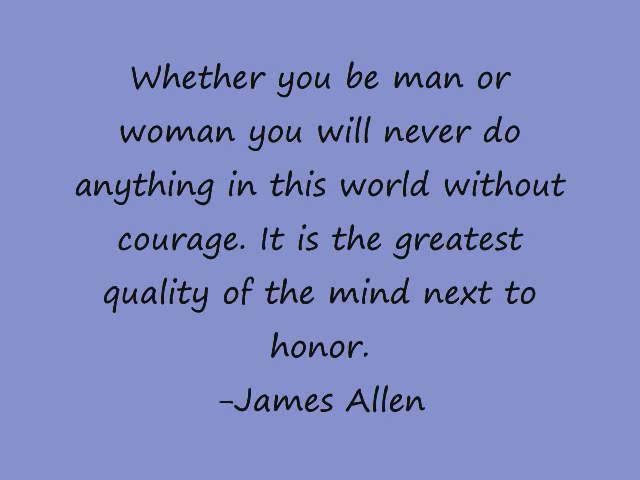 Whether you be man or
woman you will never do
anything in this world without
courage. It is the greatest
quality of the mind next to
honor.
-James Allen